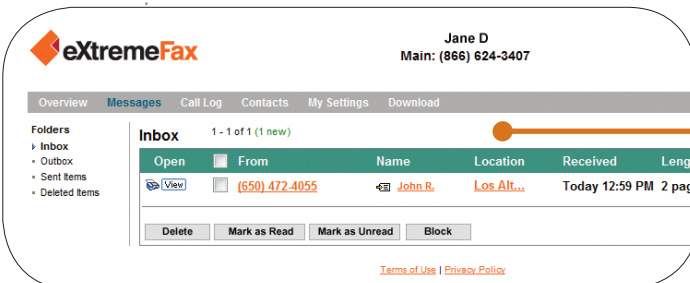 eXtremeFax
Jane D
Main: (866) 624-3407
Overview Messages Call Log Contacts My Settings Download
Folders
Inbox
Outbox
Sent Items
Deleted Items
Inbox 1 - 1 of 1 (1 new)
Open From Name Location Received Leng
View (650) 472-4055 John R. Los Alt... Today 12:59 PM 2 pag
Delete Mark as Read Mark as Unread Block
Terms of Use | Privacy Policy